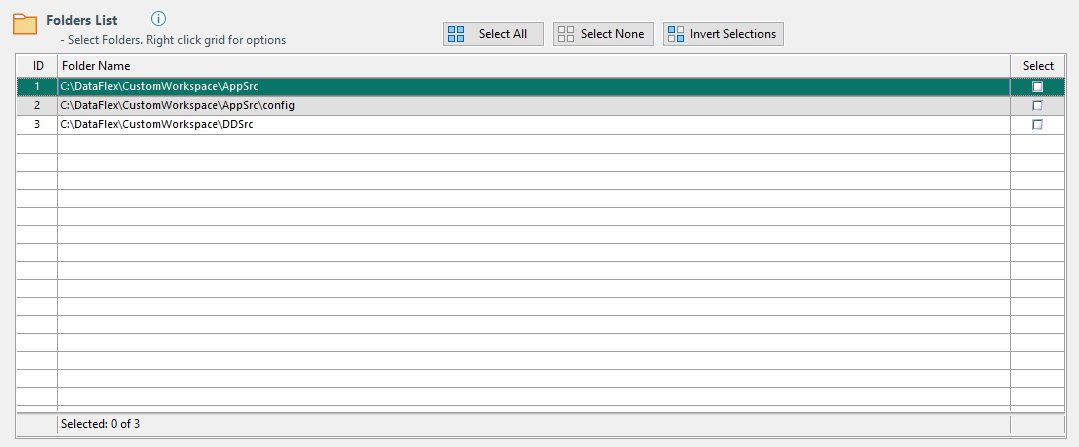 Folders List
- Select Folders. Right click grid for options
Select All
Select None
Invert Selections
ID Folder Name Select
1 C:\DataFlex\CustomWorkspace\AppSrc
2 C:\DataFlex\CustomWorkspace\AppSrc\config
3 C:\DataFlex\CustomWorkspace\DDSrc
Selected: 0 of 3